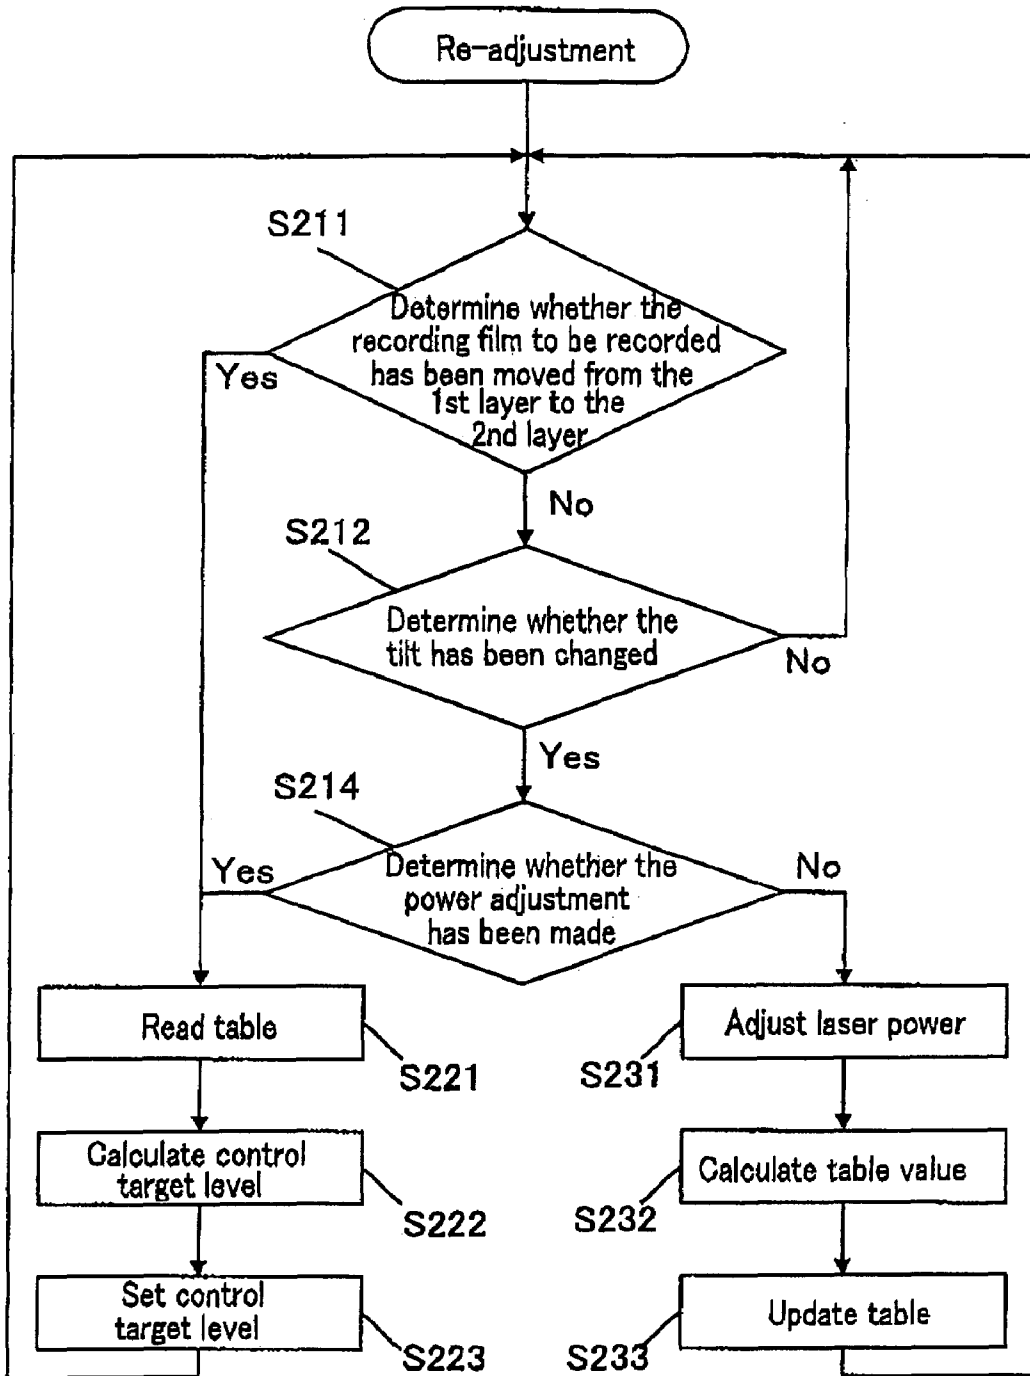 Re-adjustment
S211
Determine whether the
recording film to be recorded
has been moved from the
1st layer to the
2nd layer
Yes
No
S212
Determine whether the
tilt has been changed
No
Yes
S214
Determine whether the
power adjustment
has been made
Yes
No
Read table
S221
Adjust laser power
S231
Calculate control
target level
S222
Calculate table value
S232
Set control
target level
S223
Update table
S233